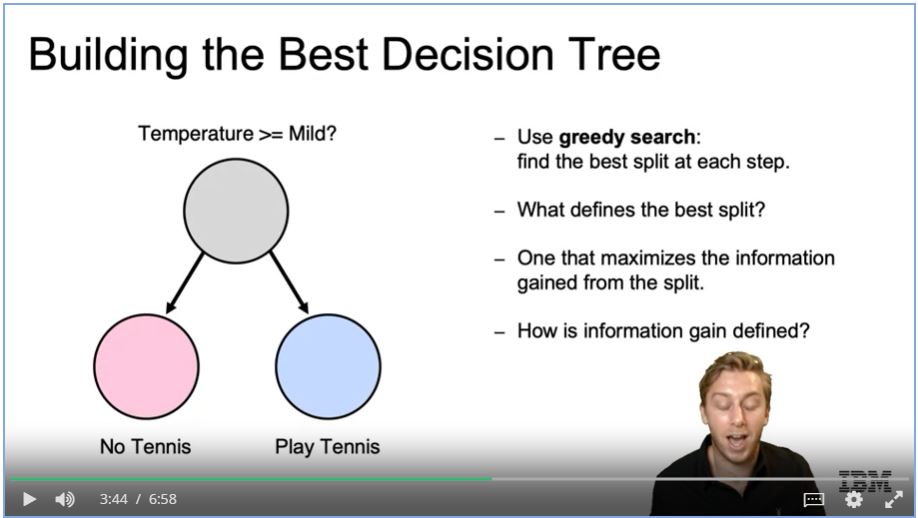 Building the Best Decision Tree
Temperature >= Mild?
No Tennis
Play Tennis
– Use greedy search:
find the best split at each step.
– What defines the best split?
– One that maximizes the information
gained from the split.
– How is information gain defined?
IBM
3:44 / 6:58